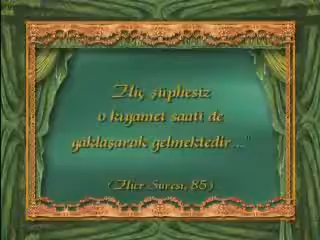 Hiç şüphesiz
o kıyamet saati de
yaklaşarak gelmektedir..."
(Hicr Suresi, 85)